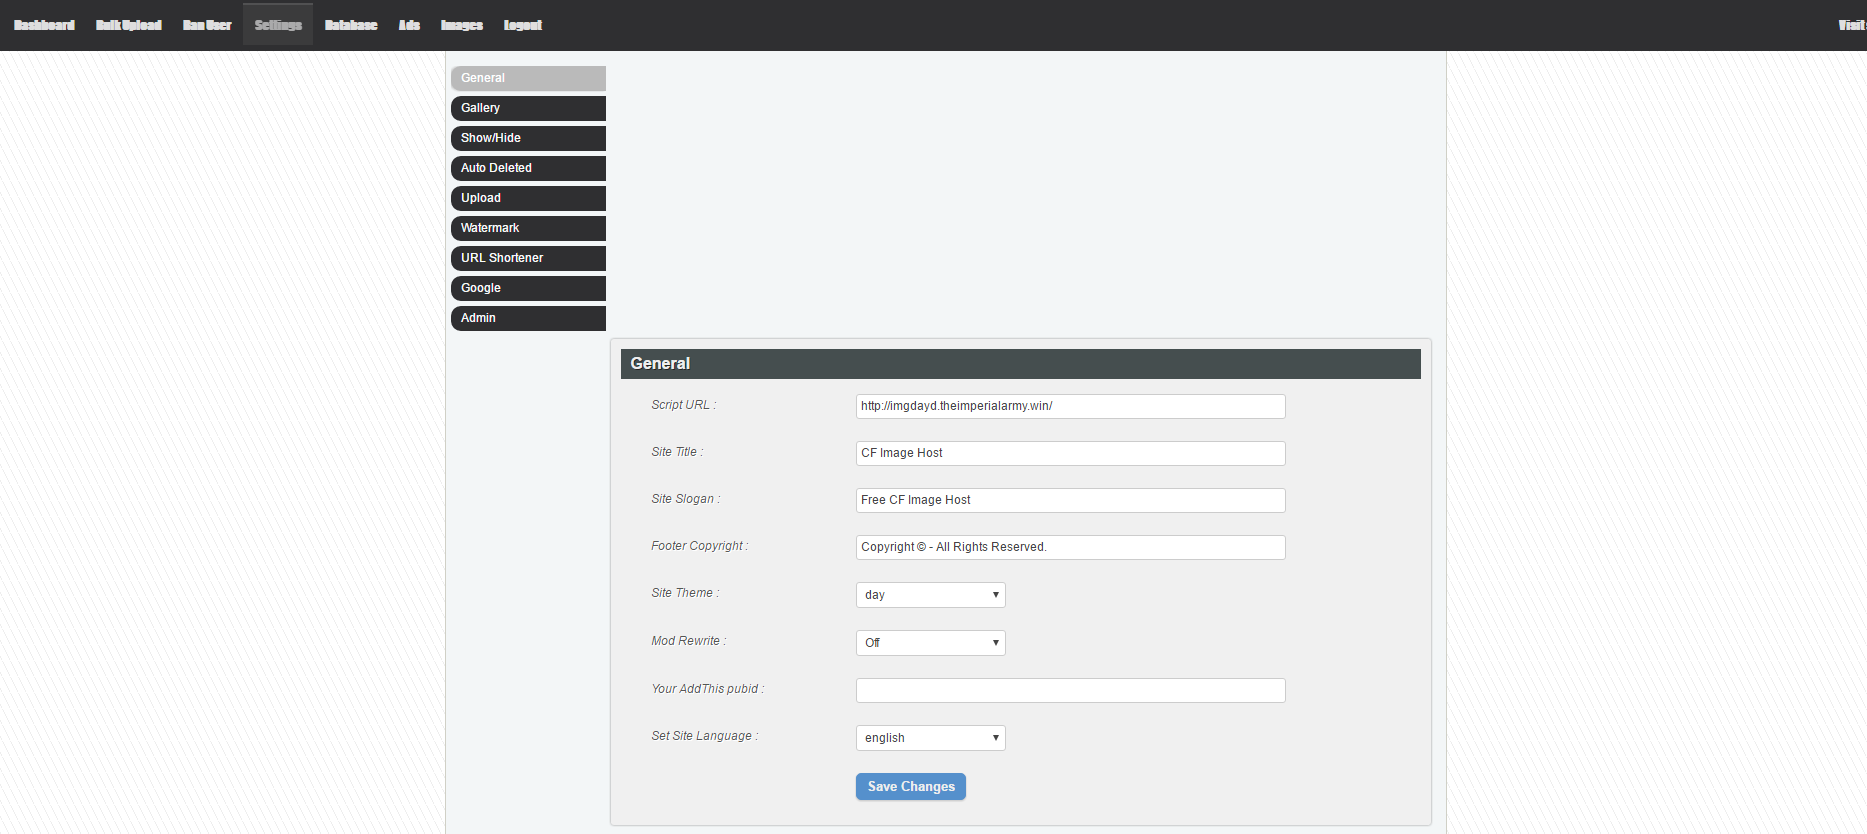 Dashboard Bulk Upload Ban User Settings Database Ads Images Logout Visit
General
Gallery
Show/Hide
Auto Deleted
Upload
Watermark
URL Shortener
Google
Admin
General
Script URL : http://imgdayd.theimperialarmy.win/
Site Title : CF Image Host
Site Slogan : Free CF Image Host
Footer Copyright : Copyright © - All Rights Reserved.
Site Theme : day
Mod Rewrite : Off
Your AddThis pubid :
Set Site Language : english
Save Changes